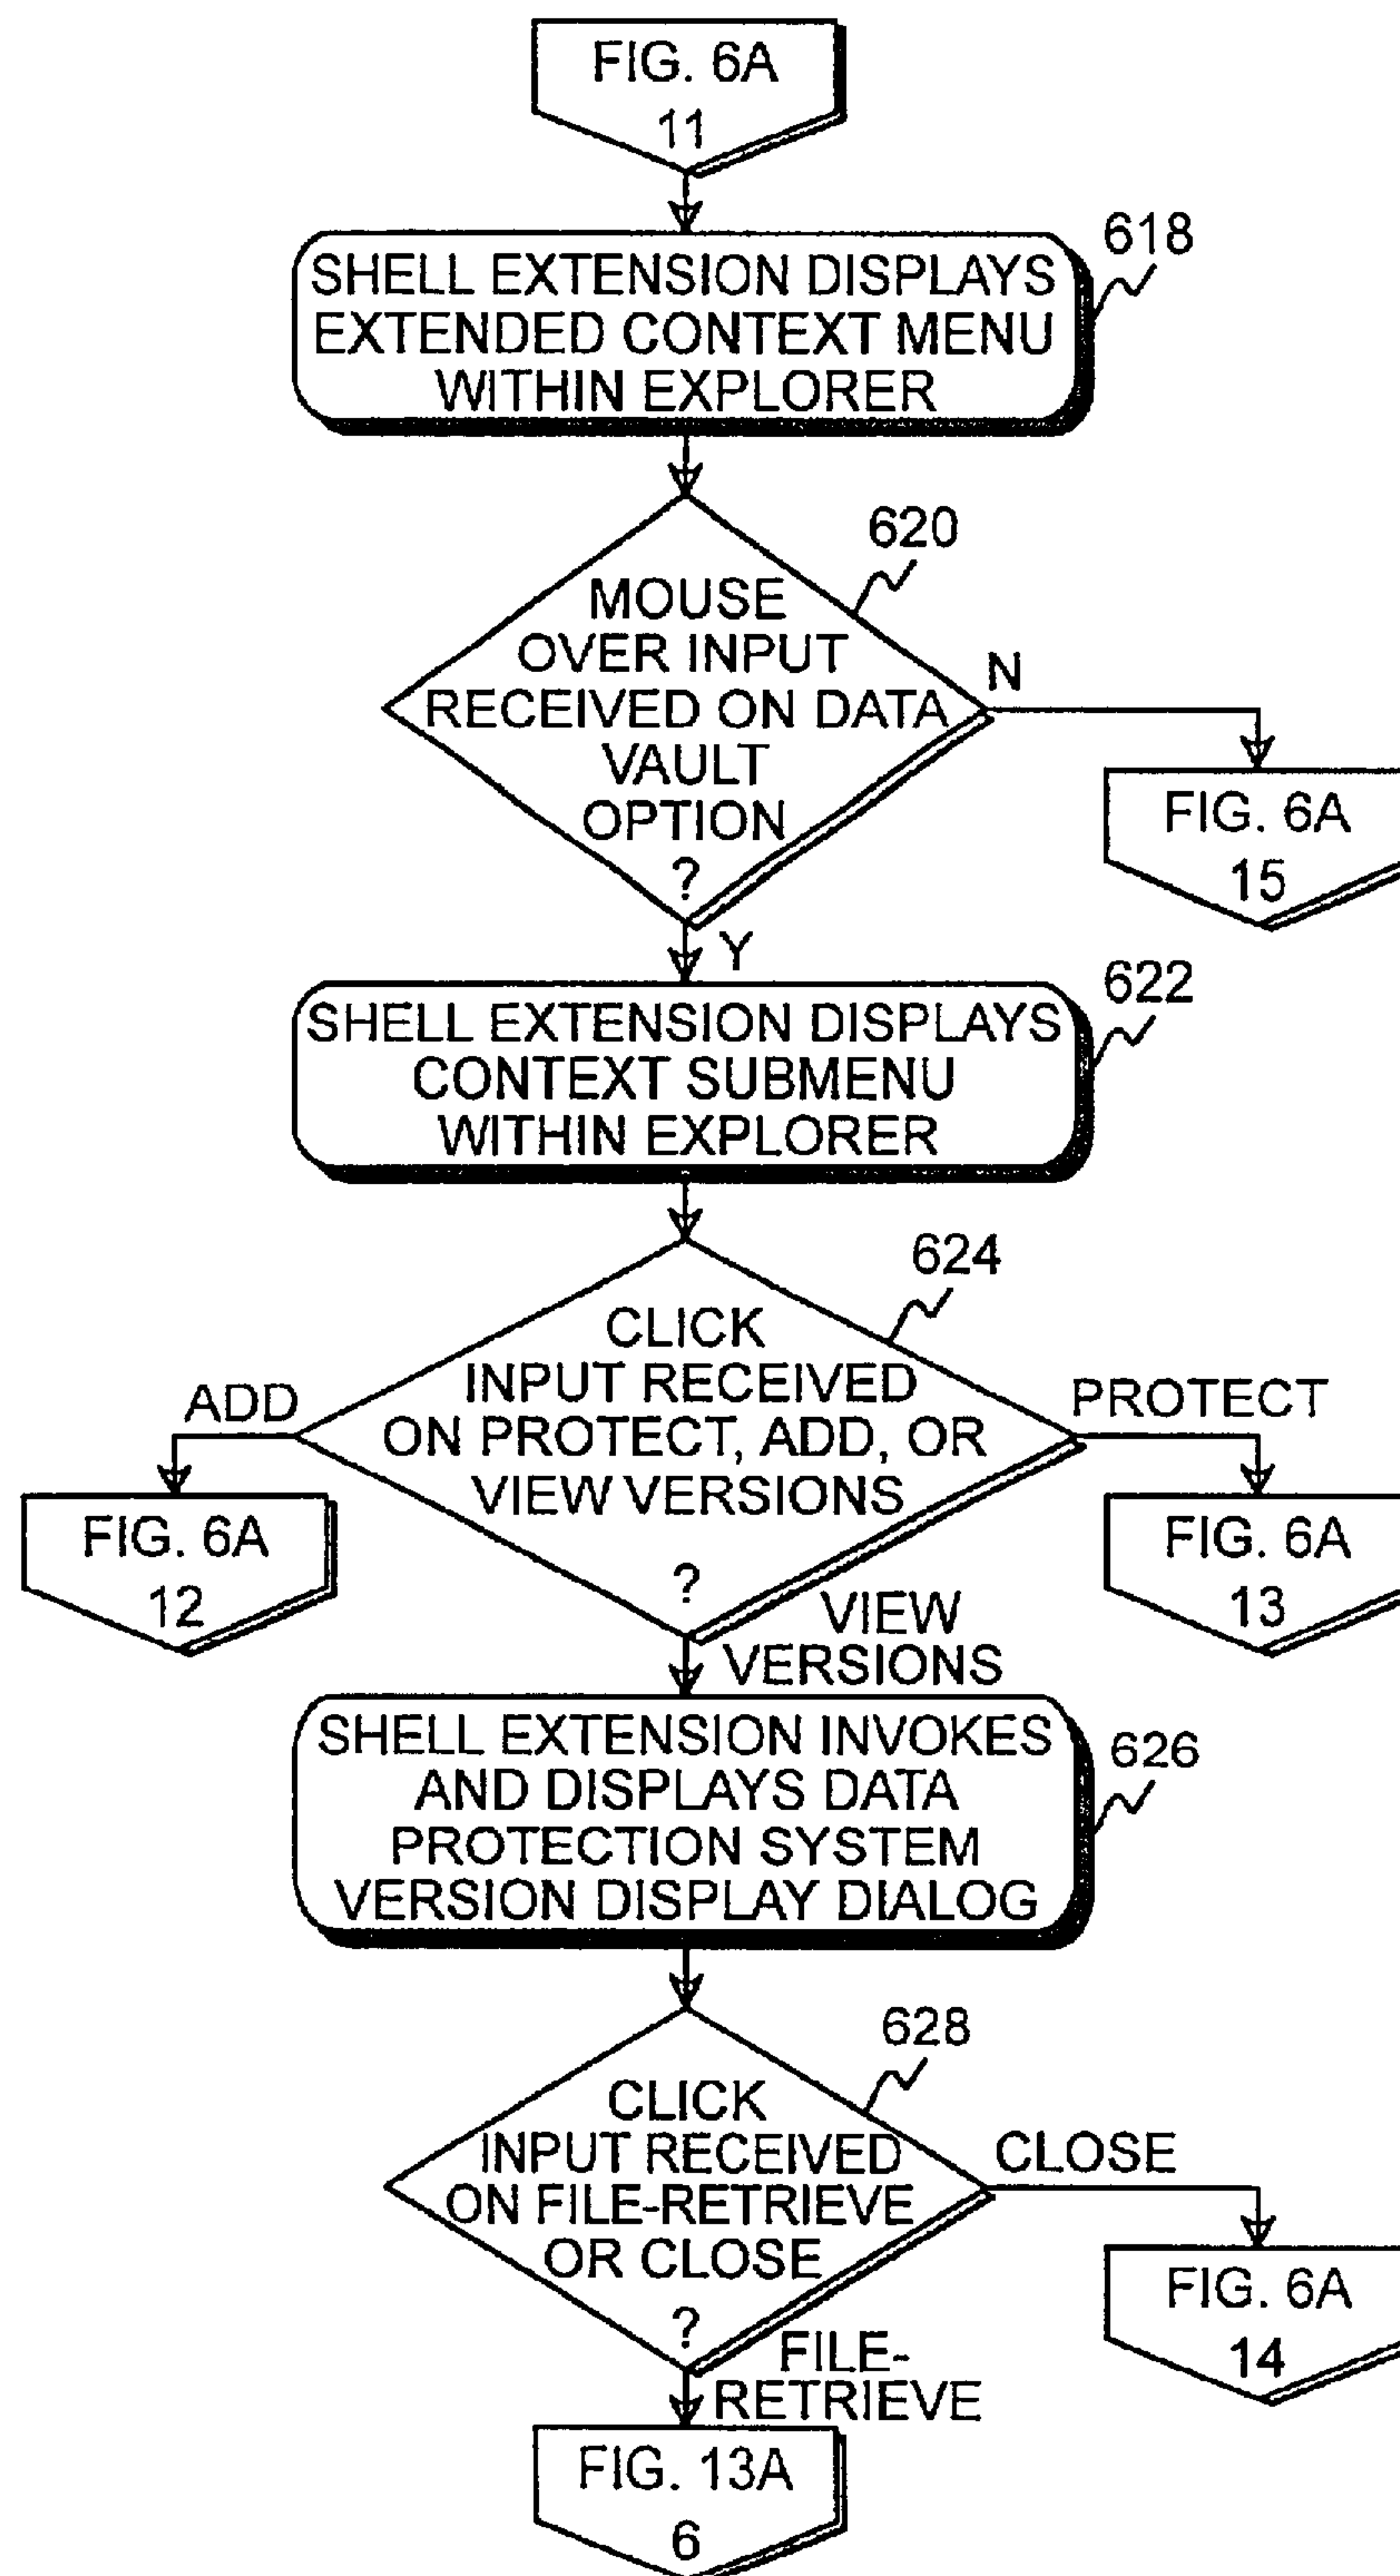 FIG. 6A
11
618
SHELL EXTENSION DISPLAYS
EXTENDED CONTEXT MENU
WITHIN EXPLORER
620
MOUSE
OVER INPUT
RECEIVED ON DATA
VAULT
OPTION
?
N
FIG. 6A
15
Y
622
SHELL EXTENSION DISPLAYS
CONTEXT SUBMENU
WITHIN EXPLORER
624
CLICK
INPUT RECEIVED
ON PROTECT, ADD, OR
VIEW VERSIONS
?
ADD
FIG. 6A
12
PROTECT
FIG. 6A
13
VIEW
VERSIONS
626
SHELL EXTENSION INVOKES
AND DISPLAYS DATA
PROTECTION SYSTEM
VERSION DISPLAY DIALOG
628
CLICK
INPUT RECEIVED
ON FILE-RETRIEVE
OR CLOSE
?
CLOSE
FIG. 6A
14
FILE-
RETRIEVE
FIG. 13A
6